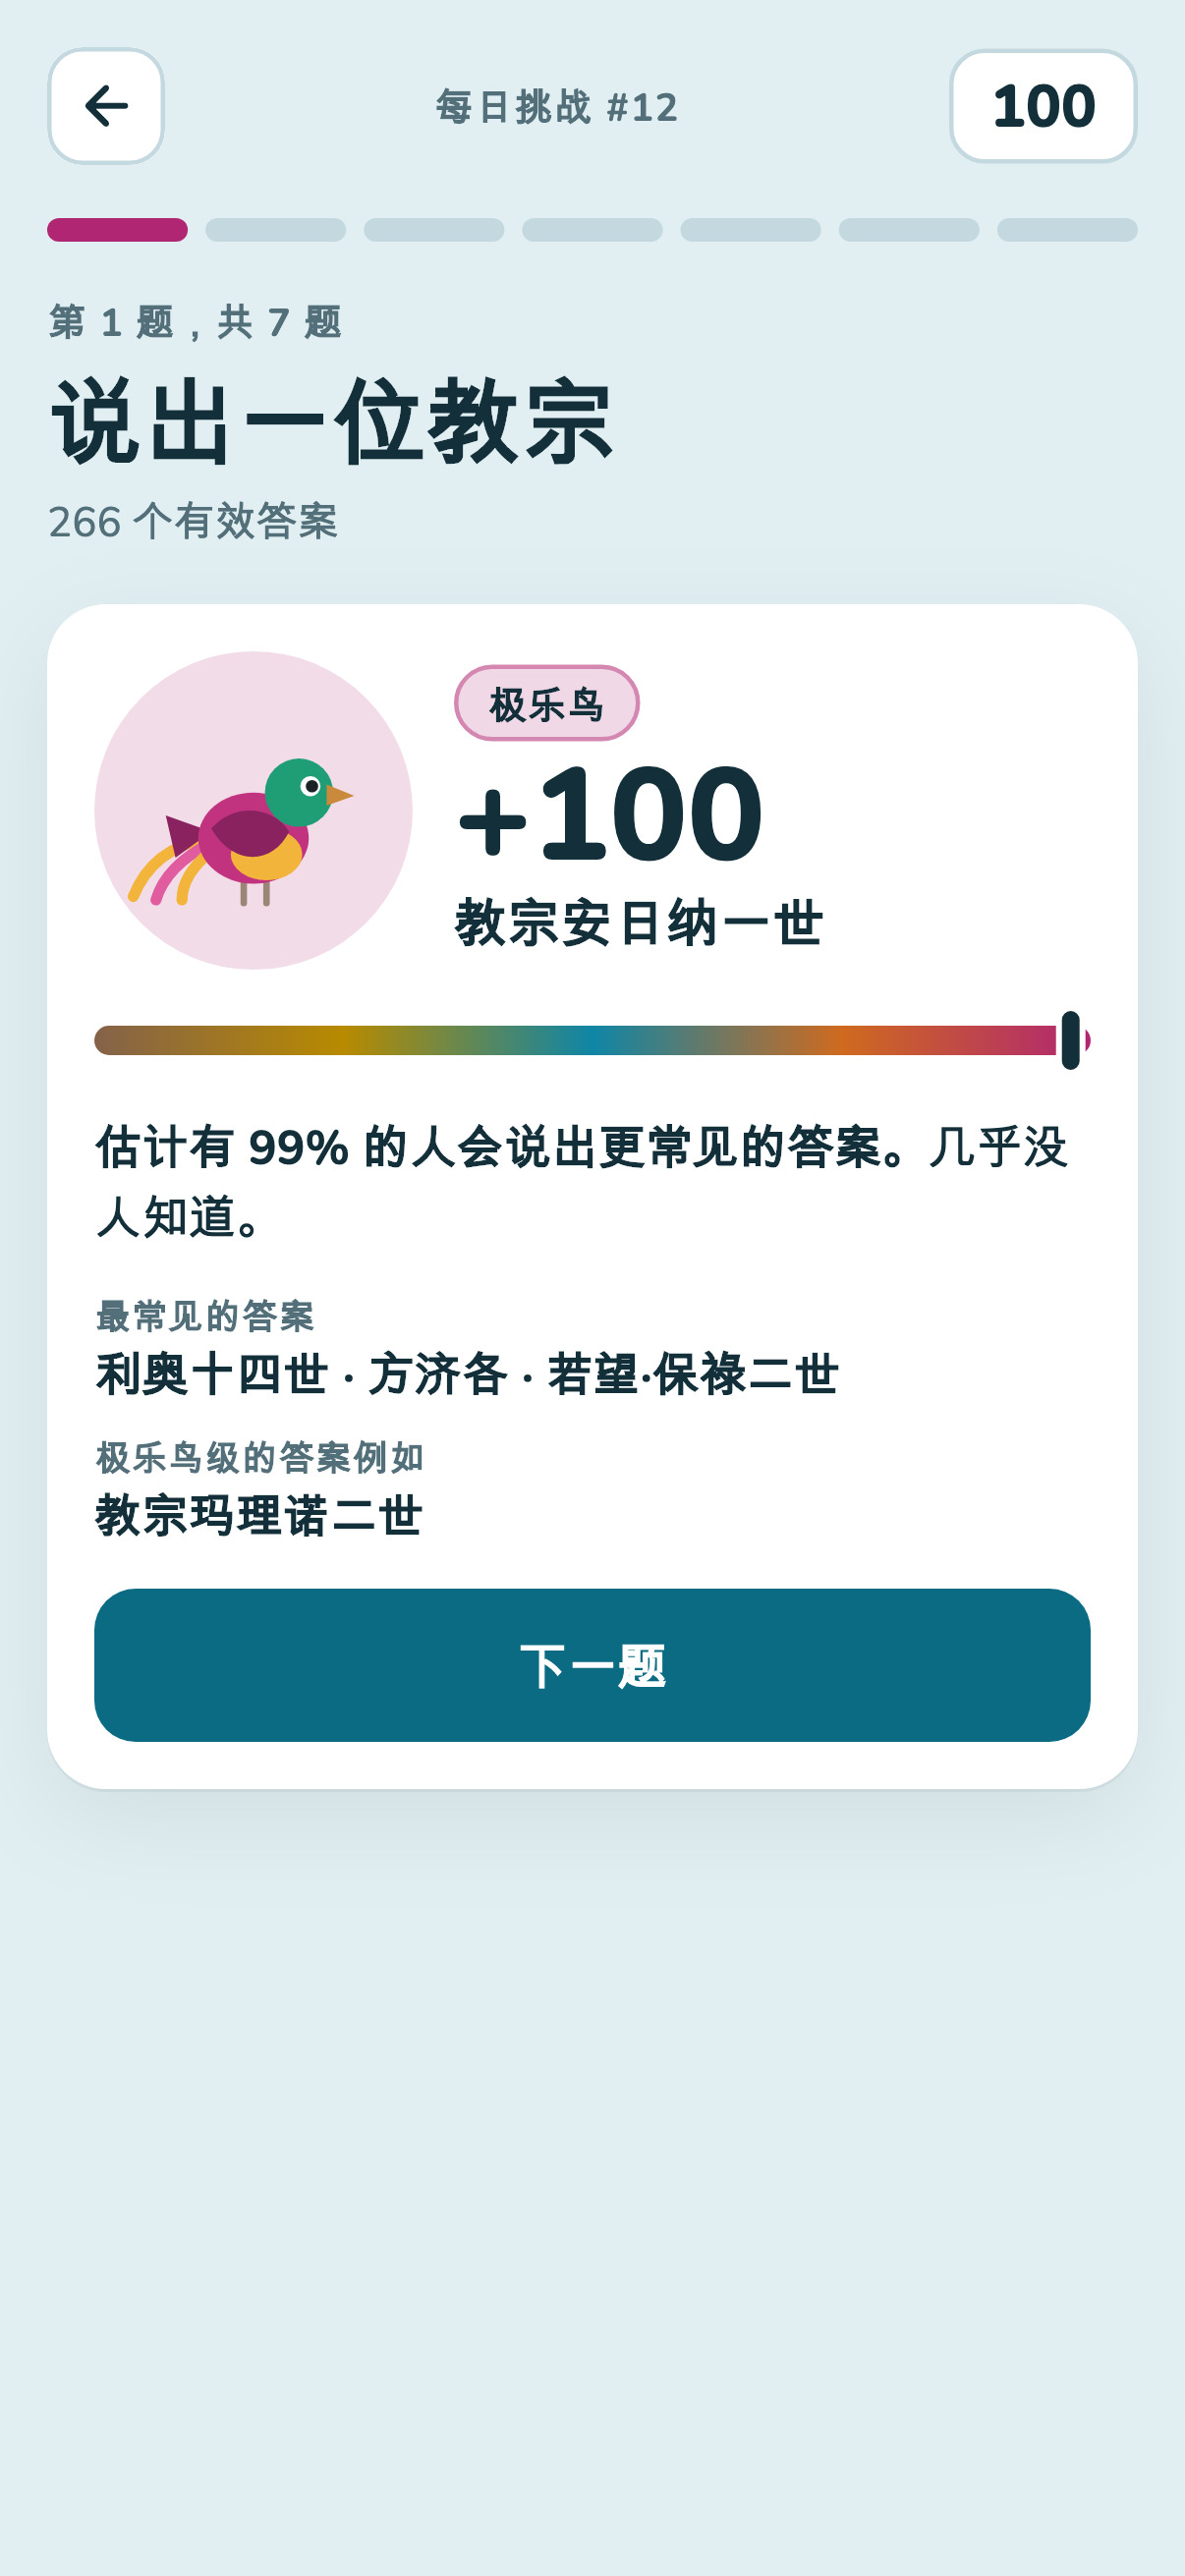 每日挑战 #12
100
第 1 题，共 7 题
说出一位教宗
266 个有效答案
极乐鸟
+100
教宗安日纳一世
估计有 99% 的人会说出更常见的答案。几乎没
人知道。
最常见的答案
利奥十四世 · 方济各 · 若望·保祿二世
极乐鸟级的答案例如
教宗玛理诺二世
下一题